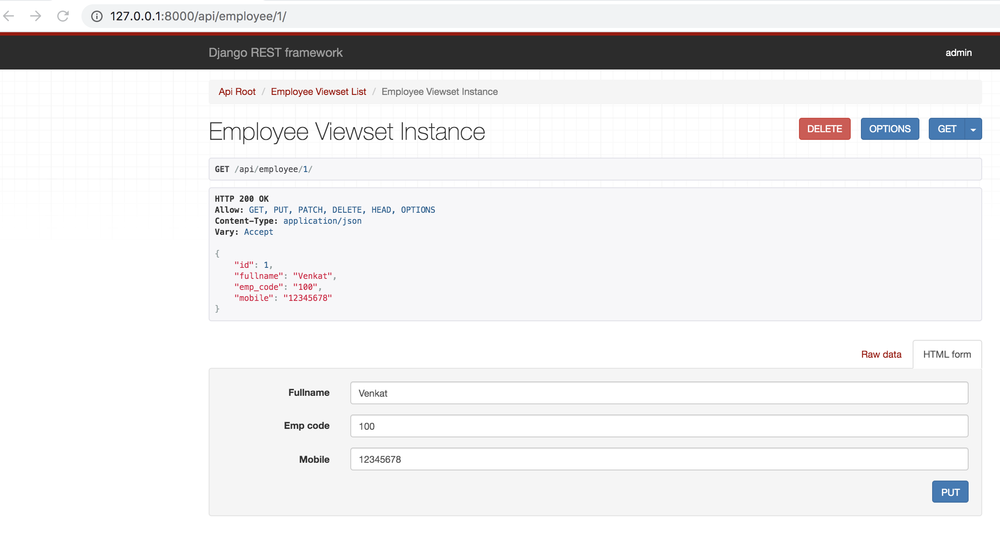 127.0.0.1:8000/api/employee/1/
Django REST framework
admin
Api Root / Employee Viewset List / Employee Viewset Instance
Employee Viewset Instance
DELETE
OPTIONS
GET
GET /api/employee/1/
HTTP 200 OK
Allow: GET, PUT, PATCH, DELETE, HEAD, OPTIONS
Content-Type: application/json
Vary: Accept
{
    "id": 1,
    "fullname": "Venkat",
    "emp_code": "100",
    "mobile": "12345678"
}
Raw data
HTML form
Fullname
Venkat
Emp code
100
Mobile
12345678
PUT